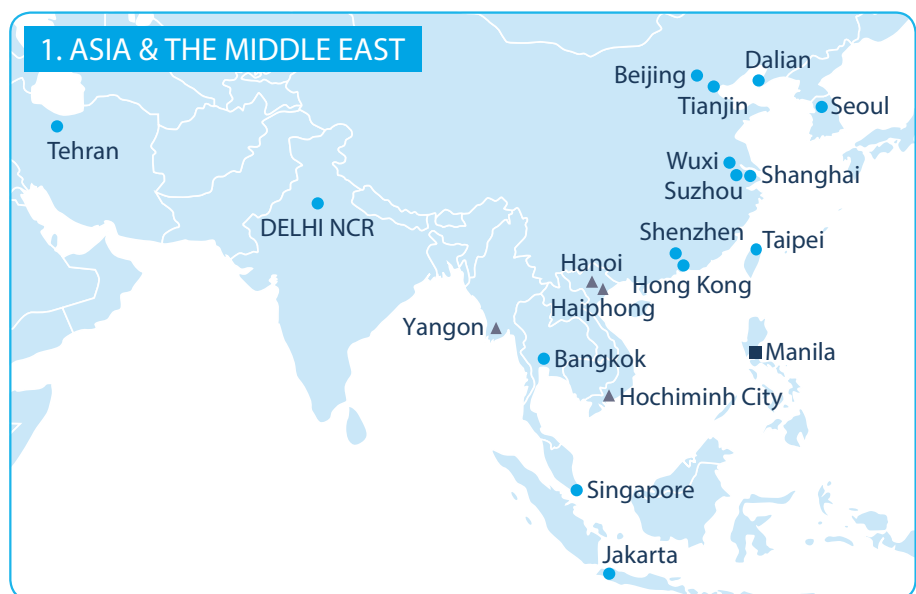 1. ASIA & THE MIDDLE EAST
Dalian
Beijing
Tianjin
Seoul
Tehran
Wuxi
Suzhou
Shanghai
DELHI NCR
Shenzhen
Taipei
Hanoi
Hong Kong
Haiphong
Yangon
Bangkok
Manila
Hochiminh City
Singapore
Jakarta